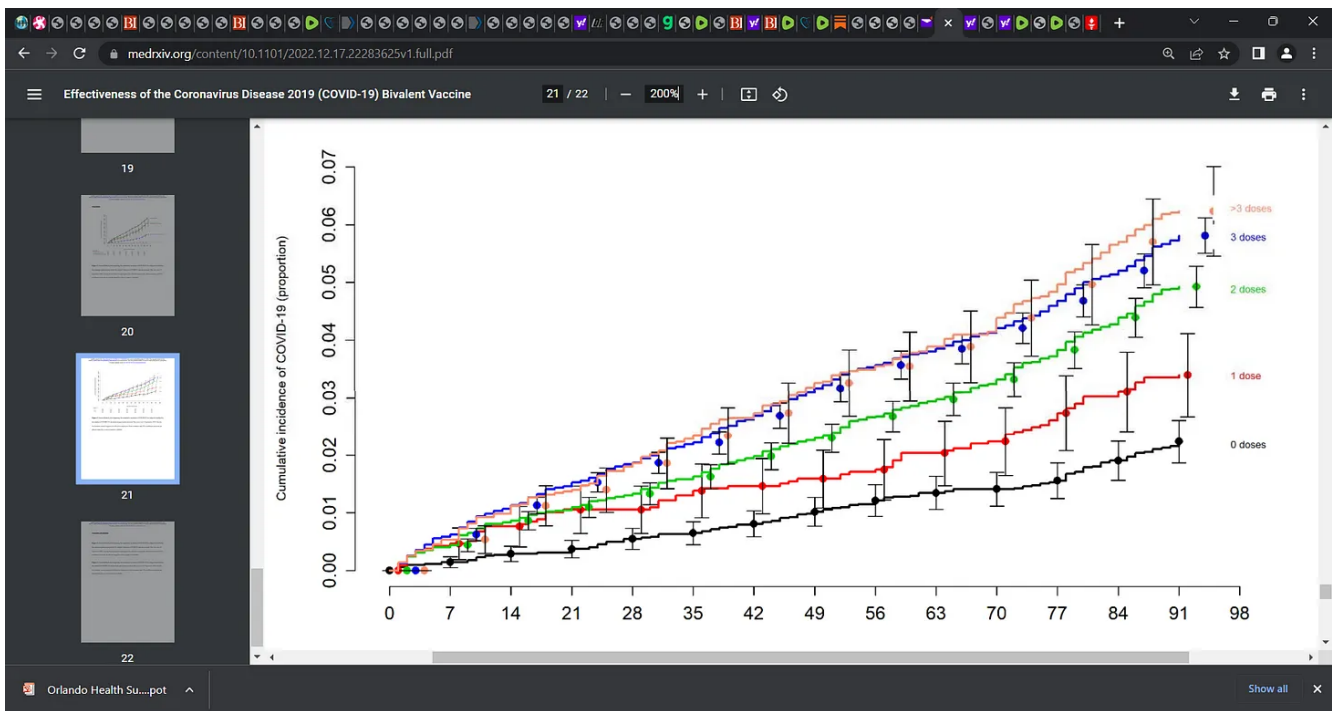 medrxiv.org/content/10.1101/2022.12.17.22283625v1.full.pdf
Effectiveness of the Coronavirus Disease 2019 (COVID-19) Bivalent Vaccine
21 / 22
200%
19
20
21
22
Cumulative incidence of COVID-19 (proportion)
0.07
0.06
0.05
0.04
0.03
0.02
0.01
0.00
>3 doses
3 doses
2 doses
1 dose
0 doses
0 7 14 21 28 35 42 49 56 63 70 77 84 91 98
Orlando Health Su....pot
Show all